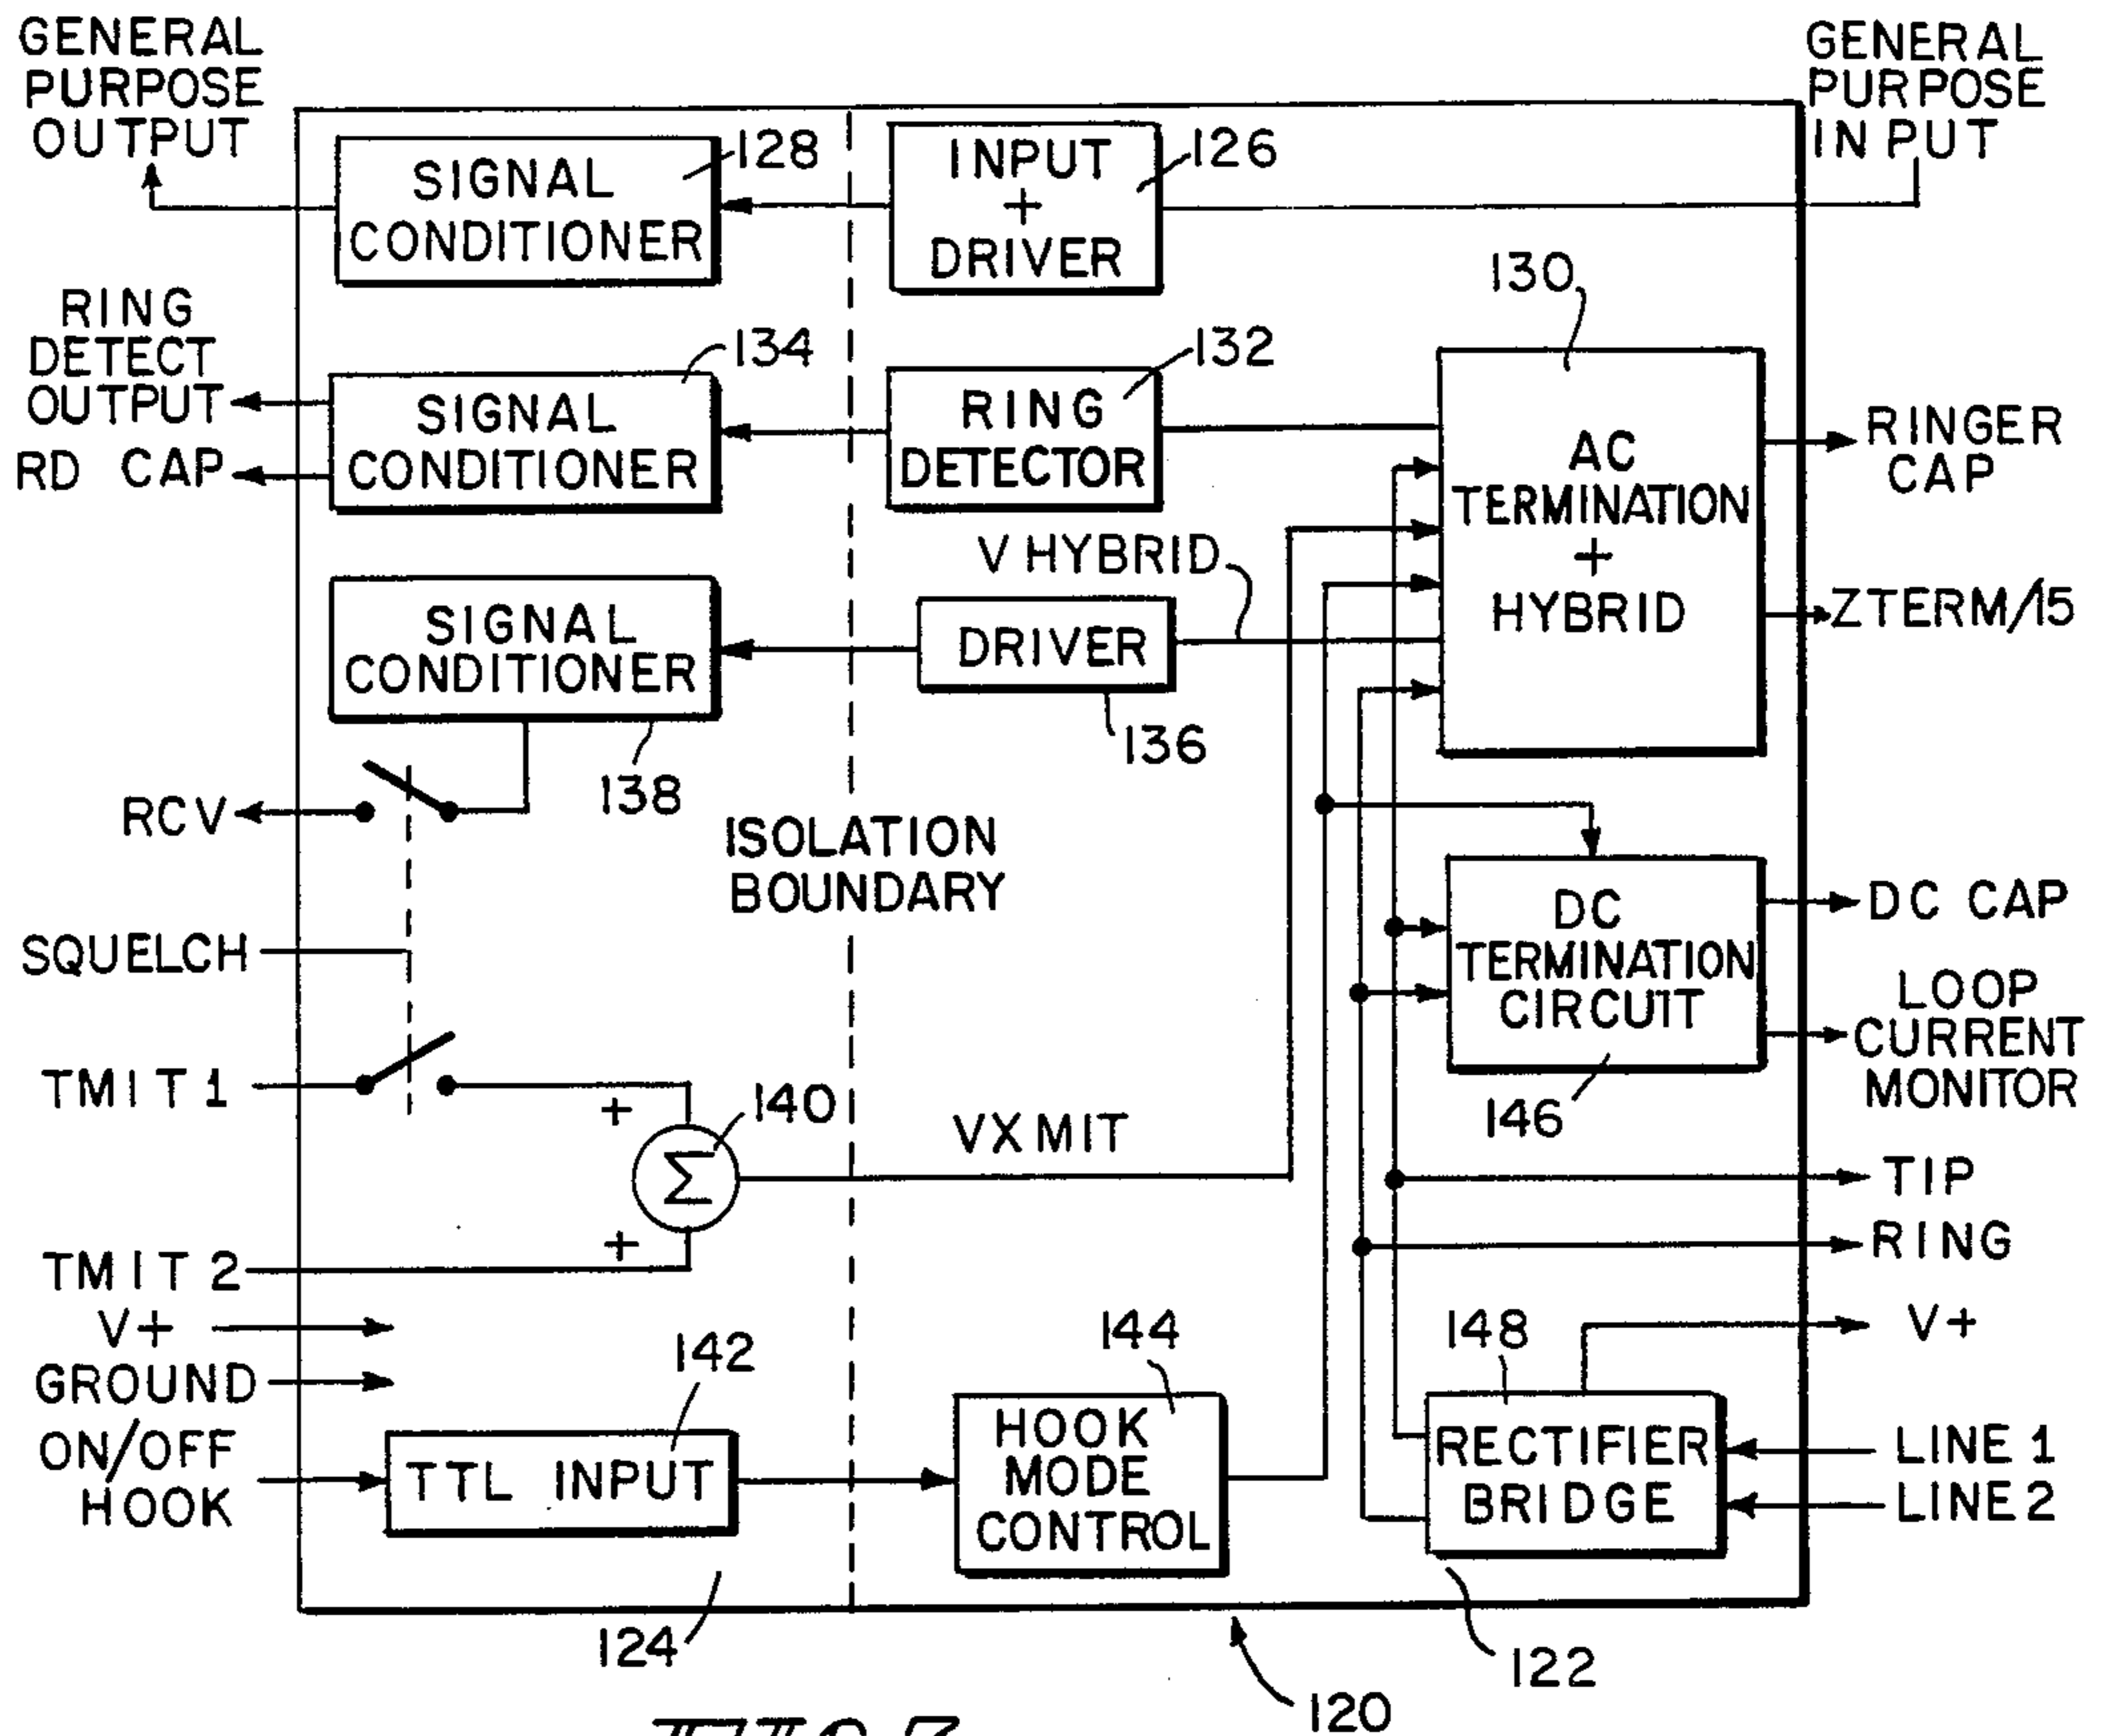 GENERAL
PURPOSE
OUTPUT
GENERAL
PURPOSE
INPUT
SIGNAL
CONDITIONER
128
INPUT
+
DRIVER
126
130
RING
DETECT
OUTPUT
RD CAP
134
SIGNAL
CONDITIONER
132
RING
DETECTOR
AC
TERMINATION
+
HYBRID
RINGER
CAP
ZTERM/15
V HYBRID
SIGNAL
CONDITIONER
138
DRIVER
136
RCV
ISOLATION
BOUNDARY
SQUELCH
DC
TERMINATION
CIRCUIT
146
DC CAP
LOOP
CURRENT
MONITOR
TMIT 1
+
140
Σ
+
VXMIT
TIP
RING
TMIT 2
V+
GROUND
ON/OFF
HOOK
142
TTL INPUT
144
HOOK
MODE
CONTROL
148
RECTIFIER
BRIDGE
V+
LINE 1
LINE 2
124
122
120